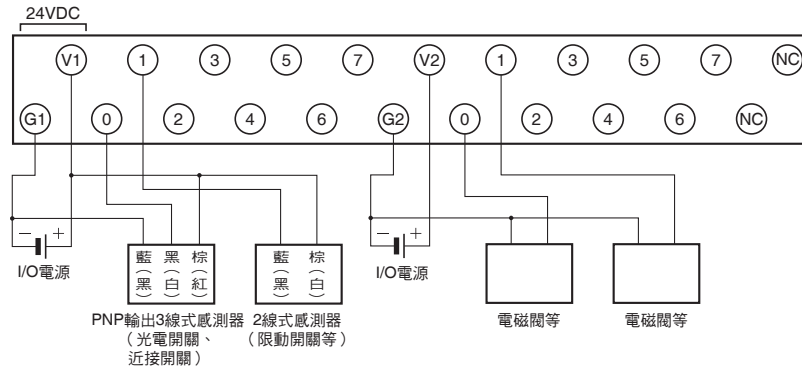 24VDC
V1 1 3 5 7 V2 1 3 5 7 NC
G1 0 2 4 6 G2 0 2 4 6 NC
− +
I/O電源
藍(黑) 黑(白) 棕(紅)
PNP輸出3線式感測器
(光電開關、
近接開關)
藍(黑) 棕(白)
2線式感測器
(限動開關等)
− +
I/O電源
電磁閥等
電磁閥等